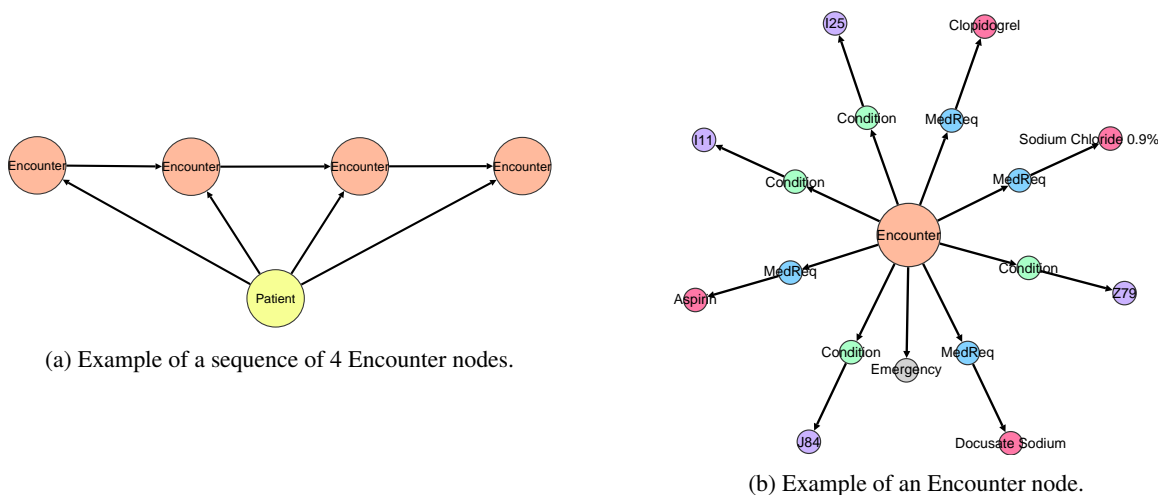 Encounter
Encounter
Encounter
Encounter
Patient
(a) Example of a sequence of 4 Encounter nodes.
I25
Clopidogrel
Condition
MedReq
I11
Sodium Chloride 0.9%
Condition
MedReq
Encounter
MedReq
Condition
Aspirin
Z79
Condition
Emergency
MedReq
J84
Docusate Sodium
(b) Example of an Encounter node.